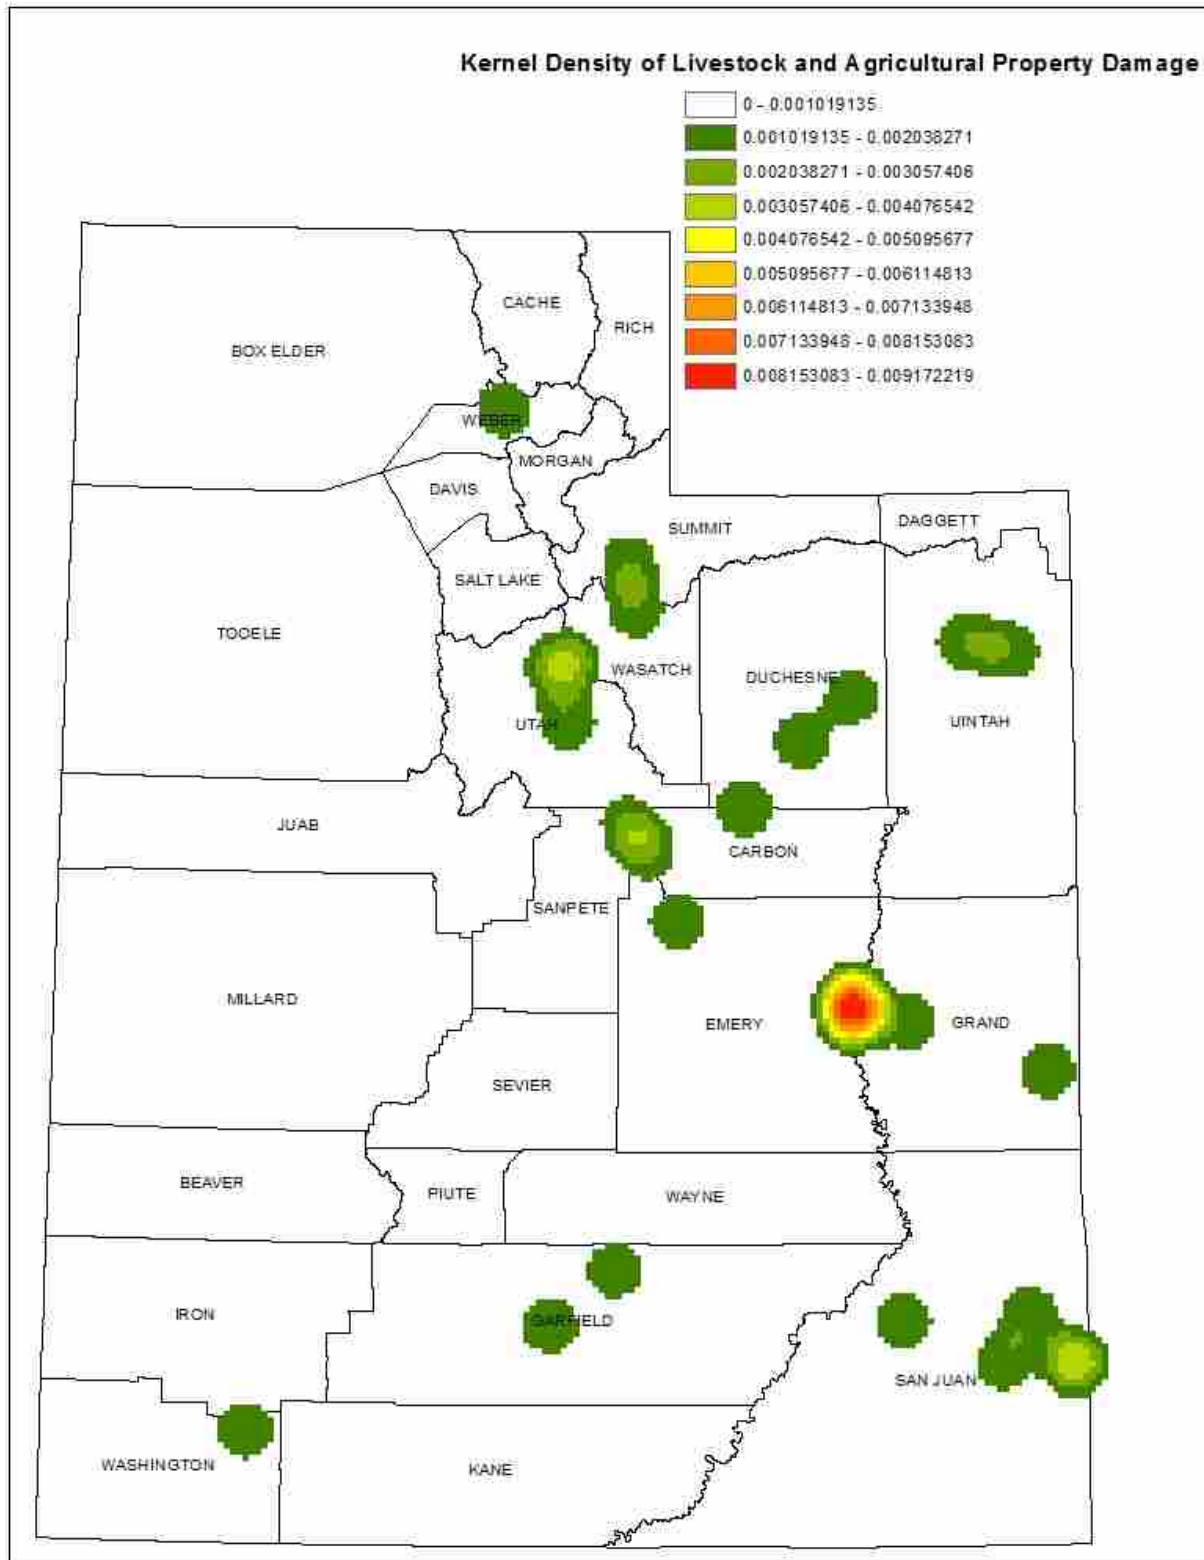 Kernel Density of Livestock and Agricultural Property Damage
0 - 0.001019135
0.001019135 - 0.002038271
0.002038271 - 0.003057406
0.003057406 - 0.004076542
0.004076542 - 0.005095677
0.005095677 - 0.006114813
0.006114813 - 0.007133948
0.007133948 - 0.008153083
0.008153083 - 0.009172219
CACHE
RICH
BOX ELDER
WEBER
MORGAN
DAVIS
SUMMIT
DAGGETT
SALT LAKE
TOOELE
WASATCH
DUCHESNE
UTAH
UINTAH
JUAB
CARBON
SANPETE
MILLARD
EMERY
GRAND
SEVIER
BEAVER
PIUTE
WAYNE
IRON
GARFIELD
SAN JUAN
WASHINGTON
KANE